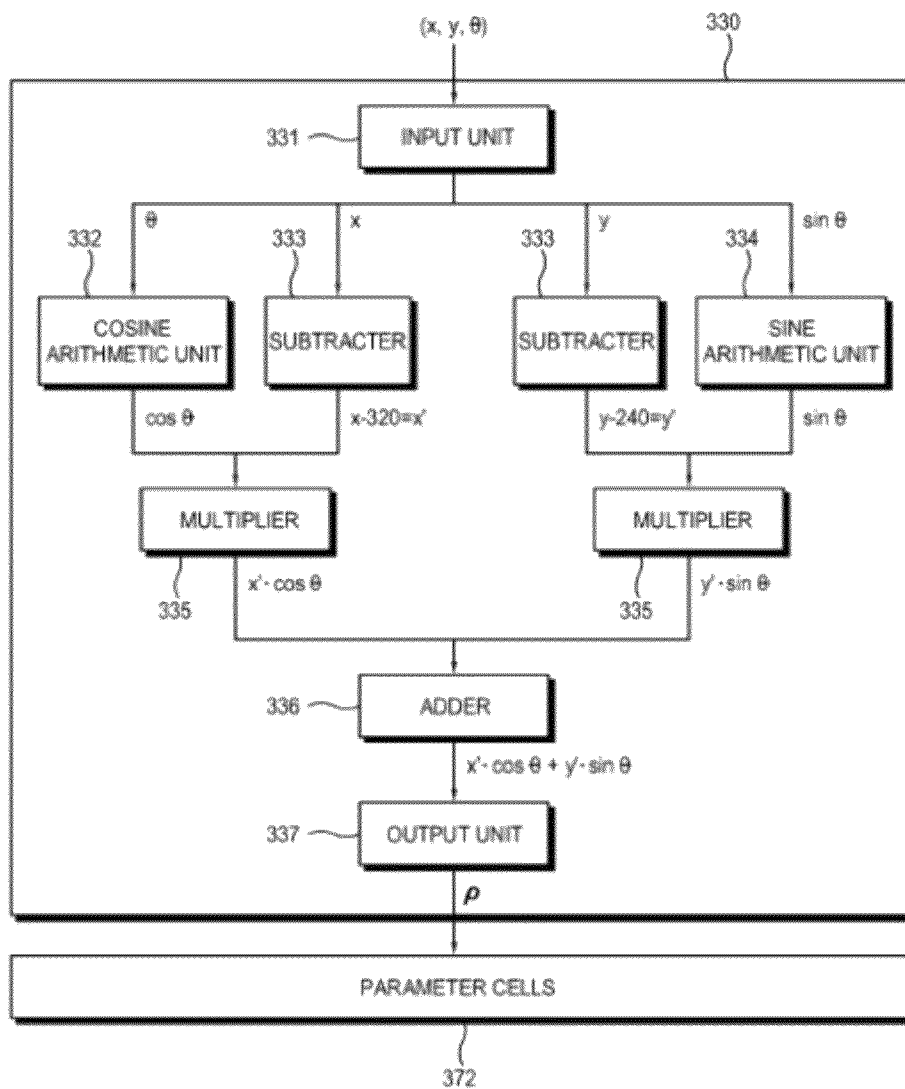 (x, y, θ)
330
331
INPUT UNIT
θ
x
y
sin θ
332
333
333
334
COSINE
ARITHMETIC UNIT
SUBTRACTER
SUBTRACTER
SINE
ARITHMETIC UNIT
cos θ
x-320=x'
y-240=y'
sin θ
MULTIPLIER
MULTIPLIER
335
x'· cos θ
335
y'· sin θ
336
ADDER
x'· cos θ + y'· sin θ
337
OUTPUT UNIT
ρ
PARAMETER CELLS
372